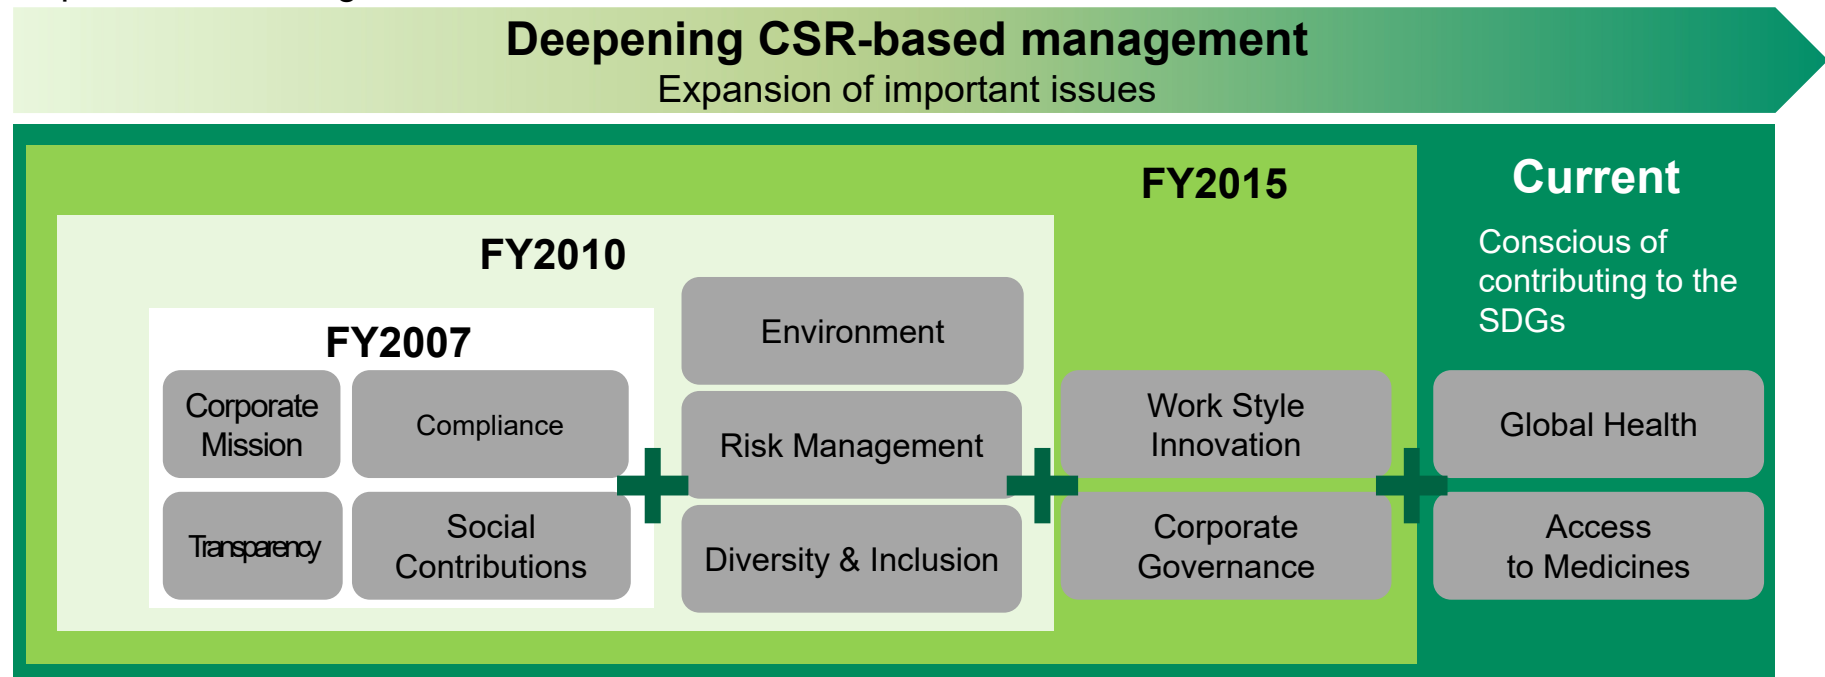 Deepening CSR-based management
Expansion of important issues
FY2015
Current
Conscious of
contributing to the
SDGs
FY2010
FY2007
Corporate
Mission
Compliance
Transparency
Social
Contributions
Environment
Risk Management
Diversity & Inclusion
Work Style
Innovation
Corporate
Governance
Global Health
Access
to Medicines